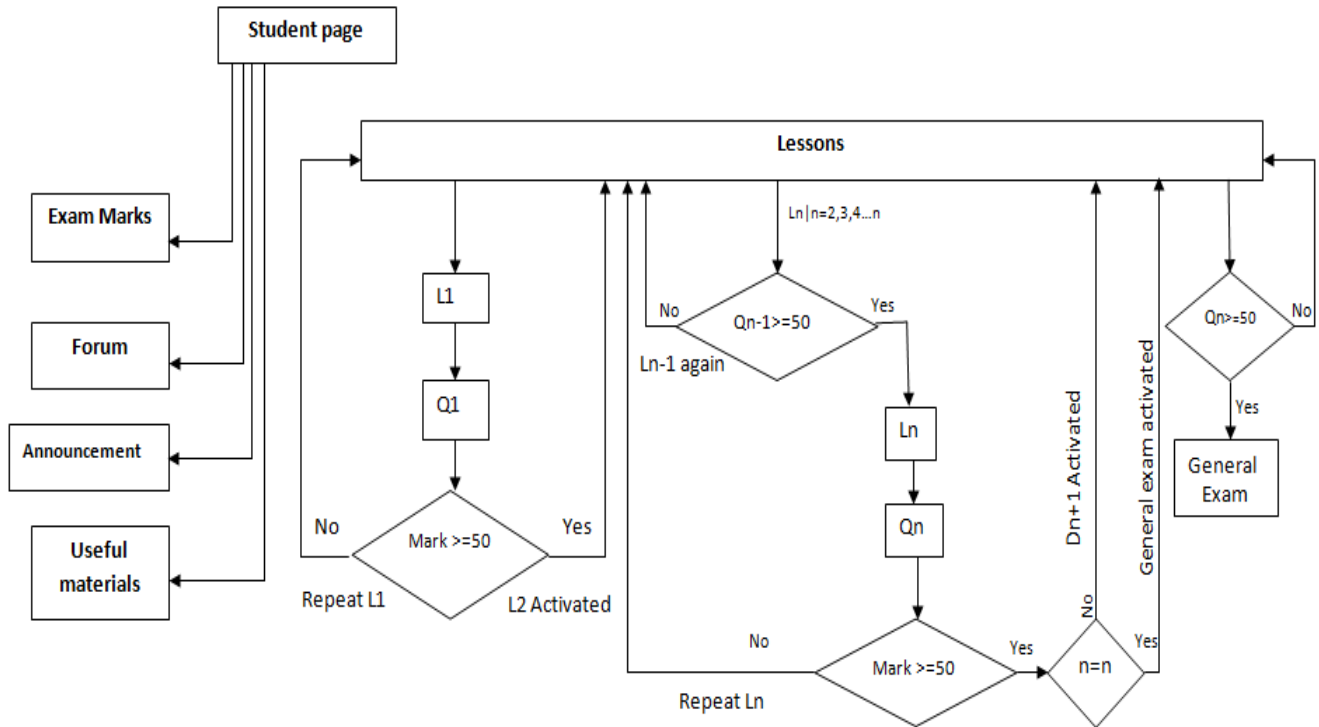 Student page
Lessons
Exam Marks
Forum
Announcement
Useful
materials
L1
Q1
Mark >=50
No
Yes
Repeat L1
L2 Activated
Ln|n=2,3,4...n
Qn-1>=50
No
Yes
Ln-1 again
Ln
Qn
Mark >=50
No
Yes
Repeat Ln
n=n
No
Yes
Dn+1 Activated
General exam activated
Qn>=50
No
Yes
General
Exam